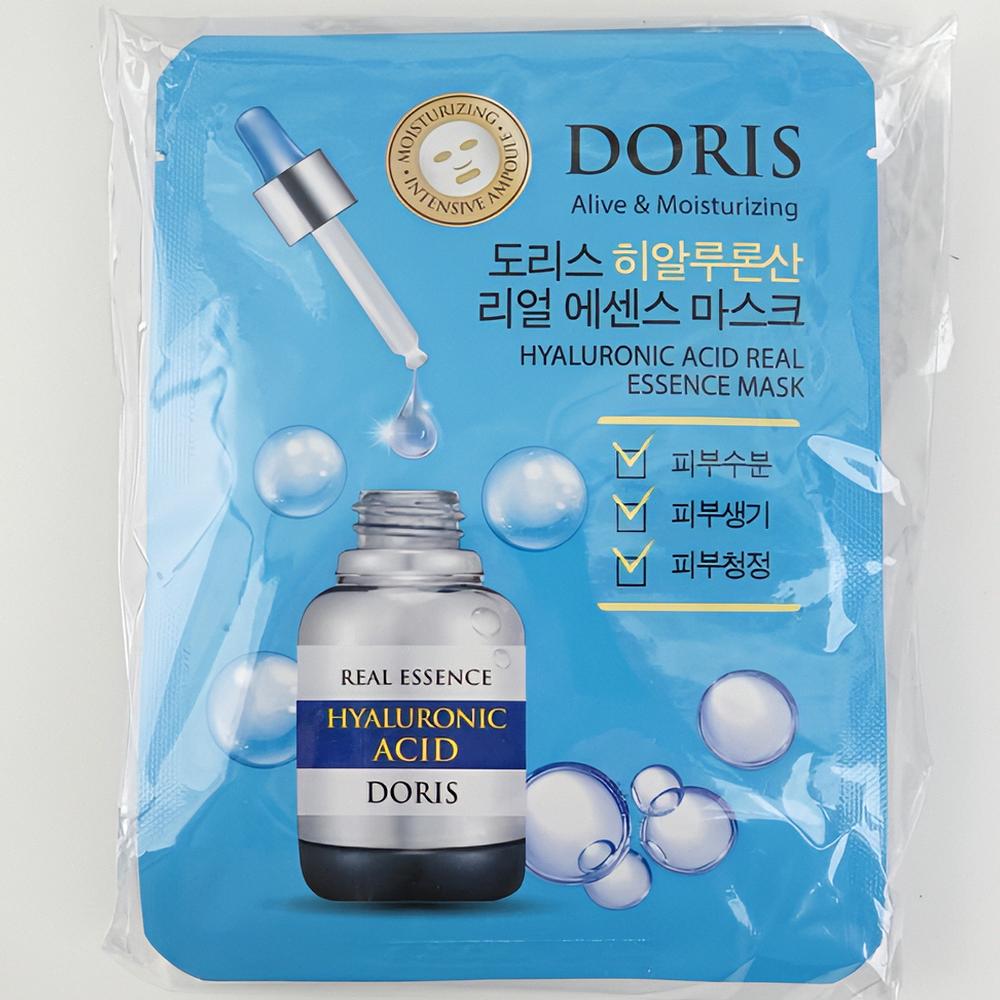 MOISTURIZING • INTENSIVE AMPOULE •
DORIS
Alive & Moisturizing
도리스 히알루론산
리얼 에센스 마스크
HYALURONIC ACID REAL
ESSENCE MASK
피부수분
피부생기
피부청정
REAL ESSENCE
HYALURONIC
ACID
DORIS